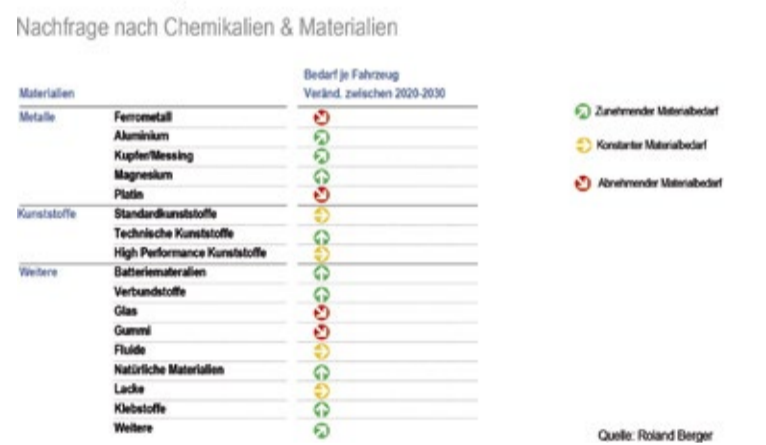 Nachfrage nach Chemikalien & Materialien
Bedarf je Fahrzeug
Materialien Veränd. zwischen 2020-2030
Metalle Ferrometall
Aluminium
Kupfer/Messing
Magnesium
Platin
Kunststoffe Standardkunststoffe
Technische Kunststoffe
High Performance Kunststoffe
Weitere Batteriemateralien
Verbundstoffe
Glas
Gummi
Fluide
Natürliche Materialien
Lacke
Klebstoffe
Weitere
Zunehmender Materialbedarf
Konstanter Materialbedarf
Abnehmender Materialbedarf
Quelle: Roland Berger